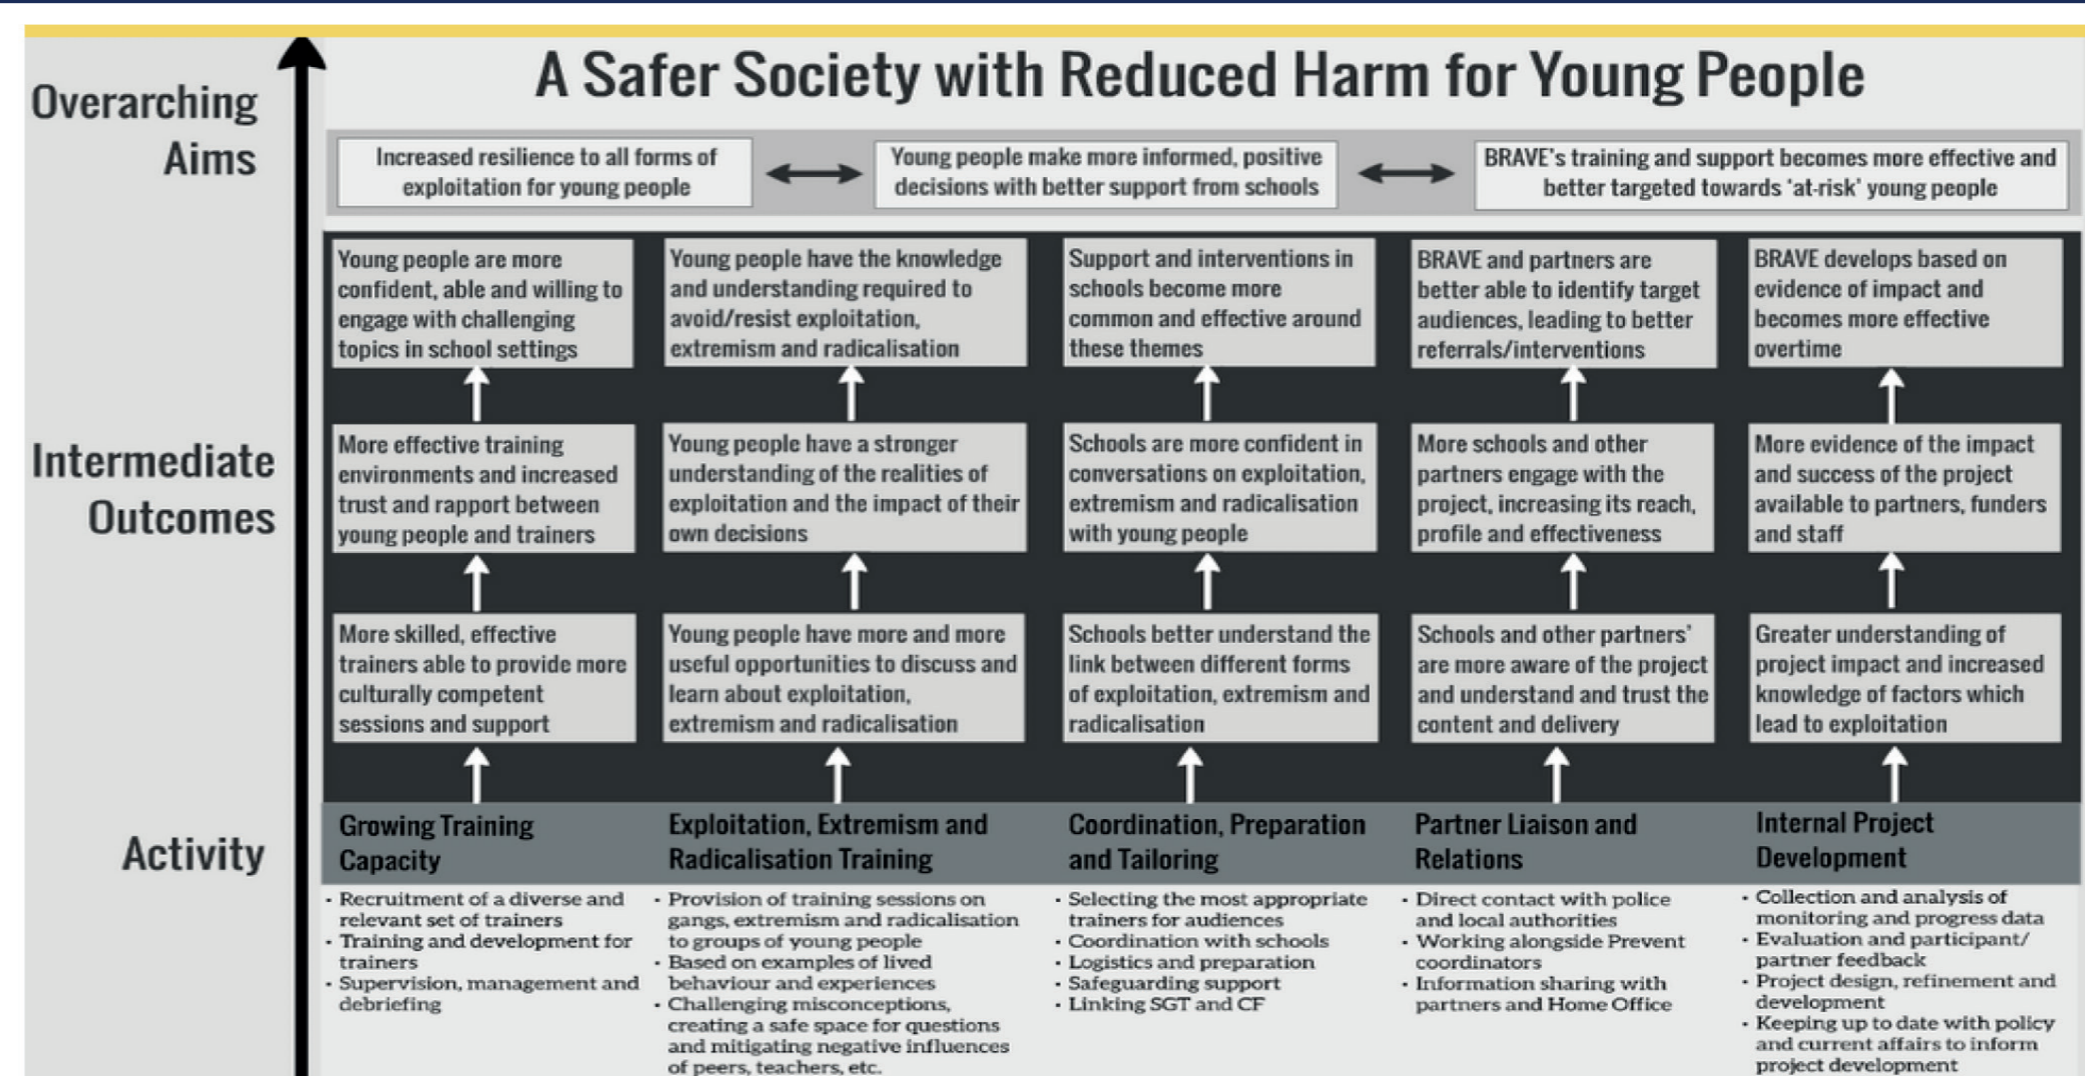 A Safer Society with Reduced Harm for Young People
Overarching
Aims
Increased resilience to all forms of
exploitation for young people
Young people make more informed, positive
decisions with better support from schools
BRAVE's training and support becomes more effective and
better targeted towards 'at-risk' young people
Intermediate
Outcomes
Young people are more
confident, able and willing to
engage with challenging
topics in school settings
Young people have the knowledge
and understanding required to
avoid/resist exploitation,
extremism and radicalisation
Support and interventions in
schools become more
common and effective around
these themes
BRAVE and partners are
better able to identify target
audiences, leading to better
referrals/interventions
BRAVE develops based on
evidence of impact and
becomes more effective
overtime
More effective training
environments and increased
trust and rapport between
young people and trainers
Young people have a stronger
understanding of the realities of
exploitation and the impact of their
own decisions
Schools are more confident in
conversations on exploitation,
extremism and radicalisation
with young people
More schools and other
partners engage with the
project, increasing its reach,
profile and effectiveness
More evidence of the impact
and success of the project
available to partners, funders
and staff
More skilled, effective
trainers able to provide more
culturally competent
sessions and support
Young people have more and more
useful opportunities to discuss and
learn about exploitation,
extremism and radicalisation
Schools better understand the
link between different forms
of exploitation, extremism and
radicalisation
Schools and other partners'
are more aware of the project
and understand and trust the
content and delivery
Greater understanding of
project impact and increased
knowledge of factors which
lead to exploitation
Activity
Growing Training
Capacity
· Recruitment of a diverse and
relevant set of trainers
· Training and development for
trainers
· Supervision, management and
debriefing
Exploitation, Extremism and
Radicalisation Training
· Provision of training sessions on
gangs, extremism and radicalisation
to groups of young people
· Based on examples of lived
behaviour and experiences
· Challenging misconceptions,
creating a safe space for questions
and mitigating negative influences
of peers, teachers, etc.
Coordination, Preparation
and Tailoring
· Selecting the most appropriate
trainers for audiences
· Coordination with schools
· Logistics and preparation
· Safeguarding support
· Linking SGT and CF
Partner Liaison and
Relations
· Direct contact with police
and local authorities
· Working alongside Prevent
coordinators
· Information sharing with
partners and Home Office
Internal Project
Development
· Collection and analysis of
monitoring and progress data
· Evaluation and participant/
partner feedback
· Project design, refinement and
development
· Keeping up to date with policy
and current affairs to inform
project development